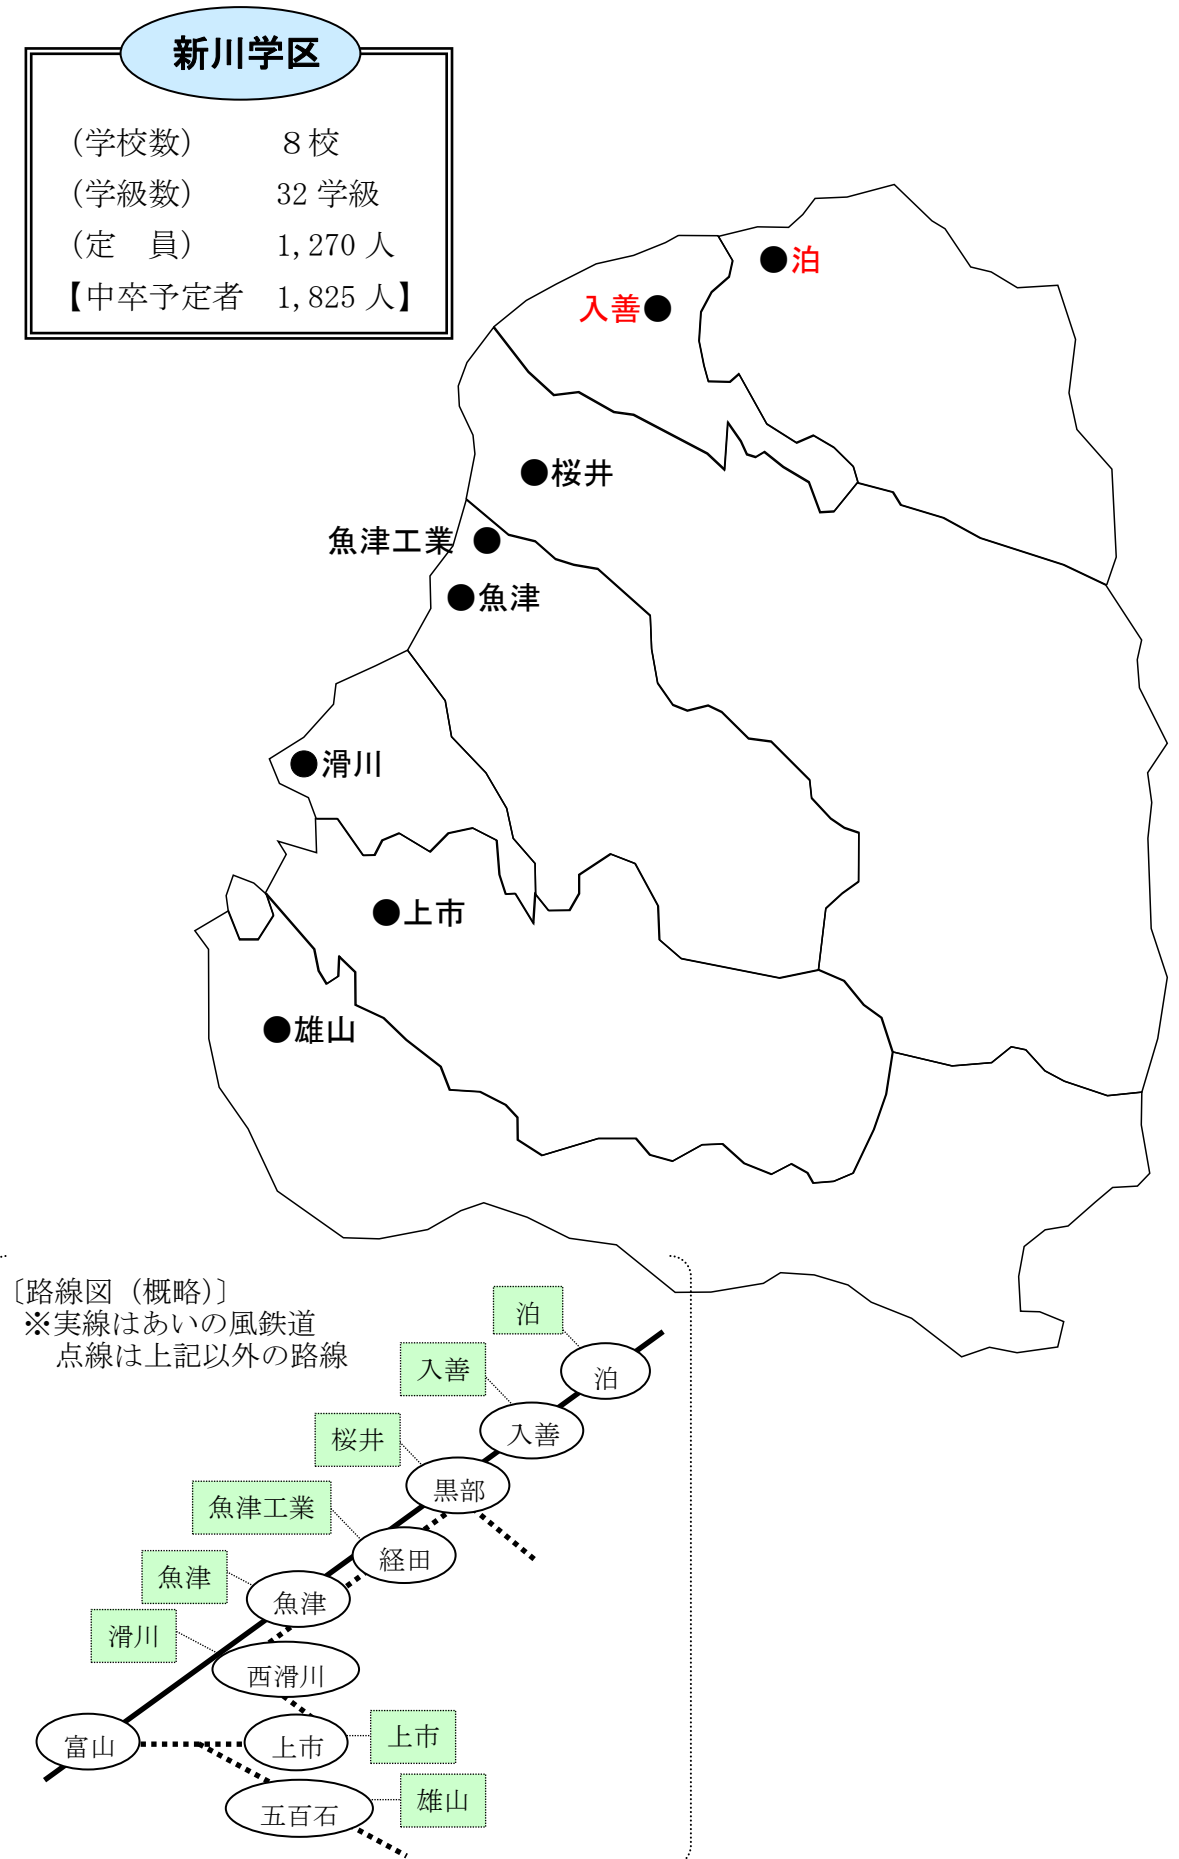 新川学区
（学校数）　　８校
（学級数）　　32 学級
（定　員）　　1,270 人
【中卒予定者　1,825 人】
●泊
入善●
●桜井
魚津工業 ●
●魚津
●滑川
●上市
●雄山
〔路線図（概略）〕
※実線はあいの風鉄道
点線は上記以外の路線
泊
泊
入善
入善
桜井
黒部
魚津工業
経田
魚津
魚津
滑川
西滑川
富山
上市
上市
五百石
雄山